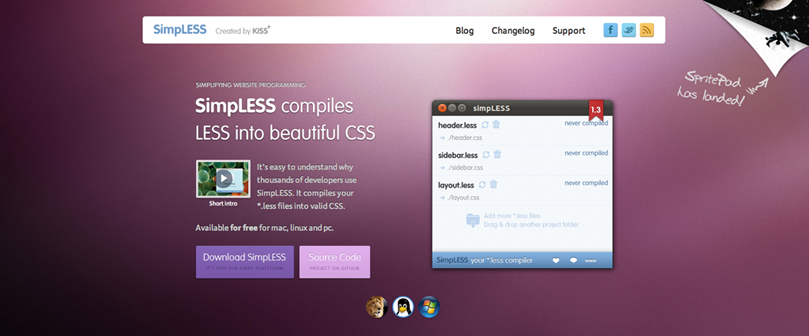 SimpLESS Created by KISS
Blog Changelog Support
SpritePad
has landed!
SIMPLIFYING WEBSITE PROGRAMMING
SimpLESS compiles
LESS into beautiful CSS
It's easy to understand why
thousands of developers use
SimpLESS. It compiles your
*.less files into valid CSS.
Short intro
Available for free for mac, linux and pc.
Download SimpLESS
IT'S FREE FOR EVERY PLATFORM
Source Code
PROJECT ON GITHUB
simpLESS
1.3
header.less never compiled
./header.css
sidebar.less never compiled
./sidebar.css
layout.less never compiled
./layout.css
Add more *.less files.
Drag & drop another project folder.
SimpLESS your *.less compiler